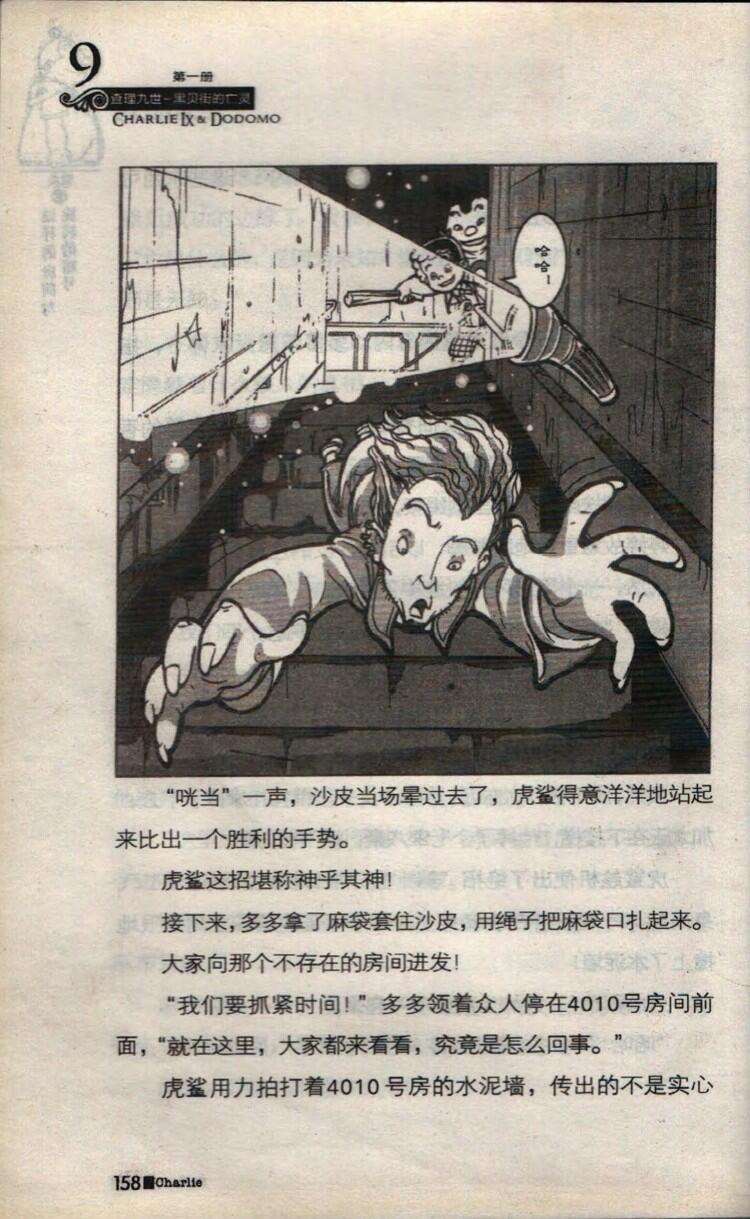 9
第一册
查理九世-黑贝街的亡灵
CHARLIE IX & DODOMO
哈哈!
“咣当”一声，沙皮当场晕过去了，虎鲨得意洋洋地站起
来比出一个胜利的手势。
虎鲨这招堪称神乎其神！
接下来，多多拿了麻袋套住沙皮，用绳子把麻袋口扎起来。
大家向那个不存在的房间进发！
“我们要抓紧时间！”多多领着众人停在4010号房间前
面，“就在这里，大家都来看看，究竟是怎么回事。”
虎鲨用力拍打着4010号房的水泥墙，传出的不是实心
158 Charlie